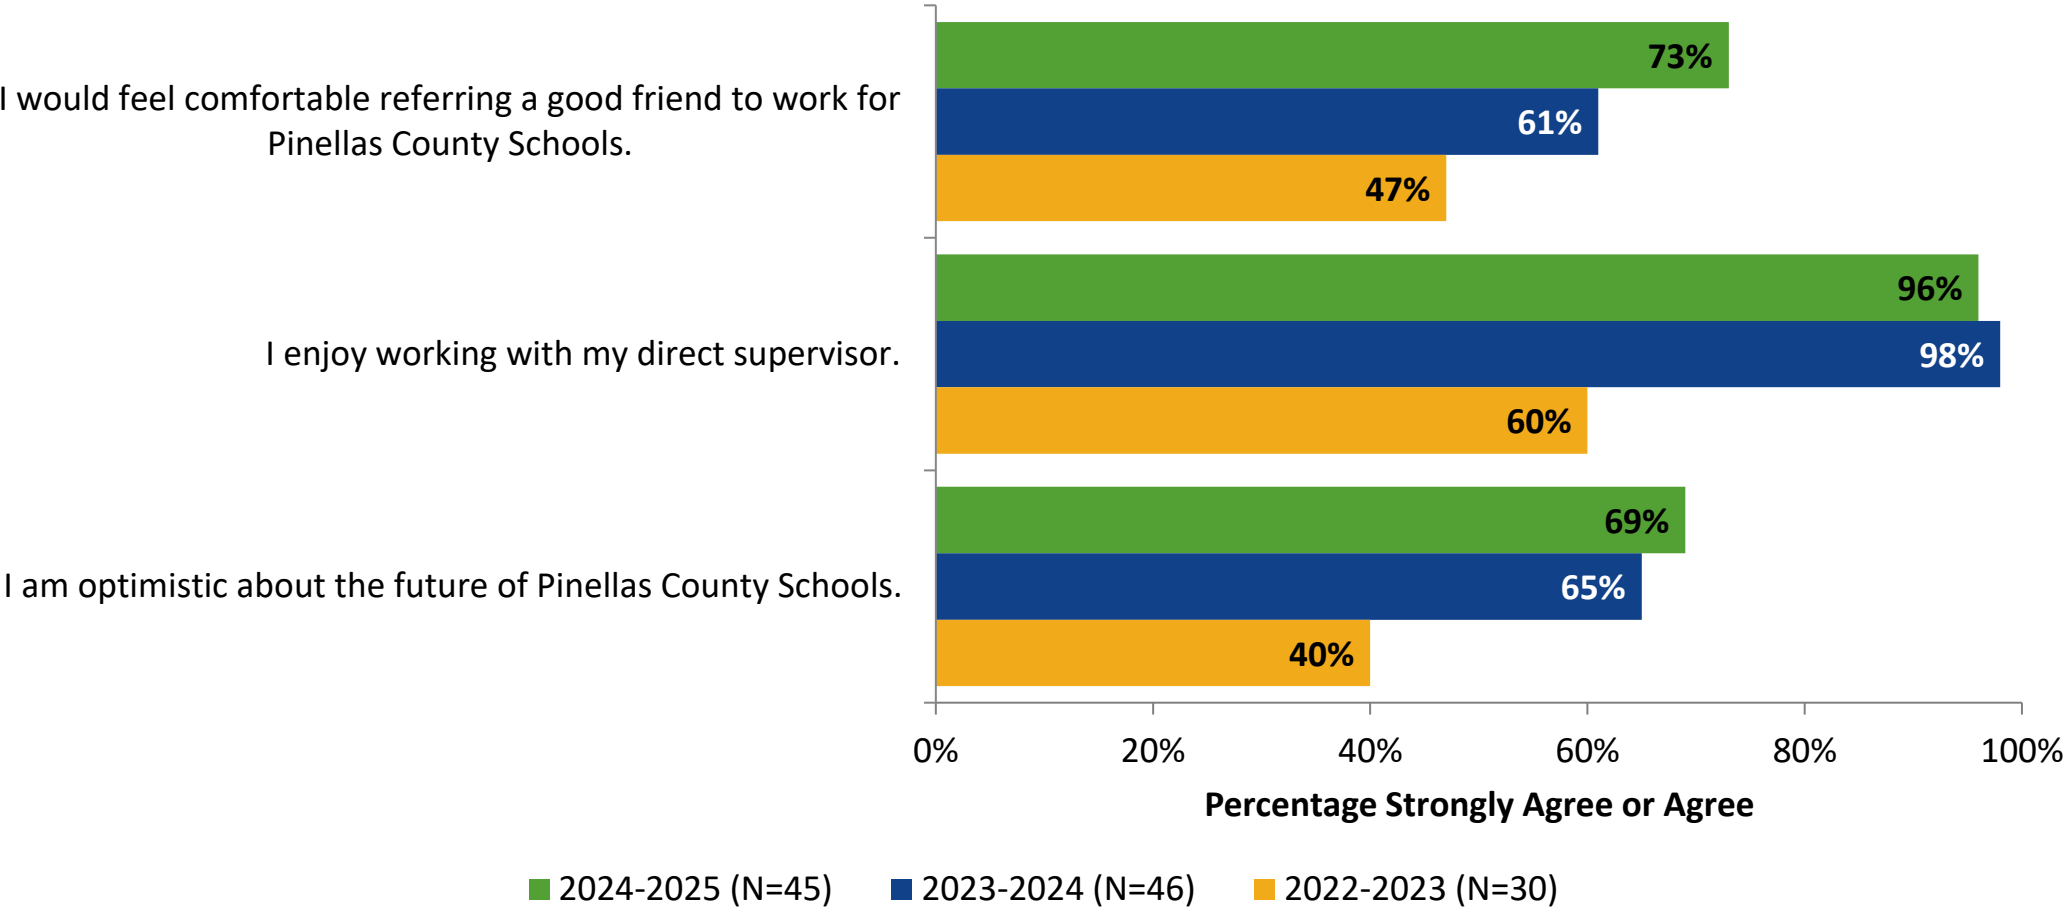 73%
I would feel comfortable referring a good friend to work for
Pinellas County Schools.
61%
47%
96%
I enjoy working with my direct supervisor.
98%
60%
69%
I am optimistic about the future of Pinellas County Schools.
65%
40%
0% 20% 40% 60% 80% 100%
Percentage Strongly Agree or Agree
2024-2025 (N=45) 2023-2024 (N=46) 2022-2023 (N=30)